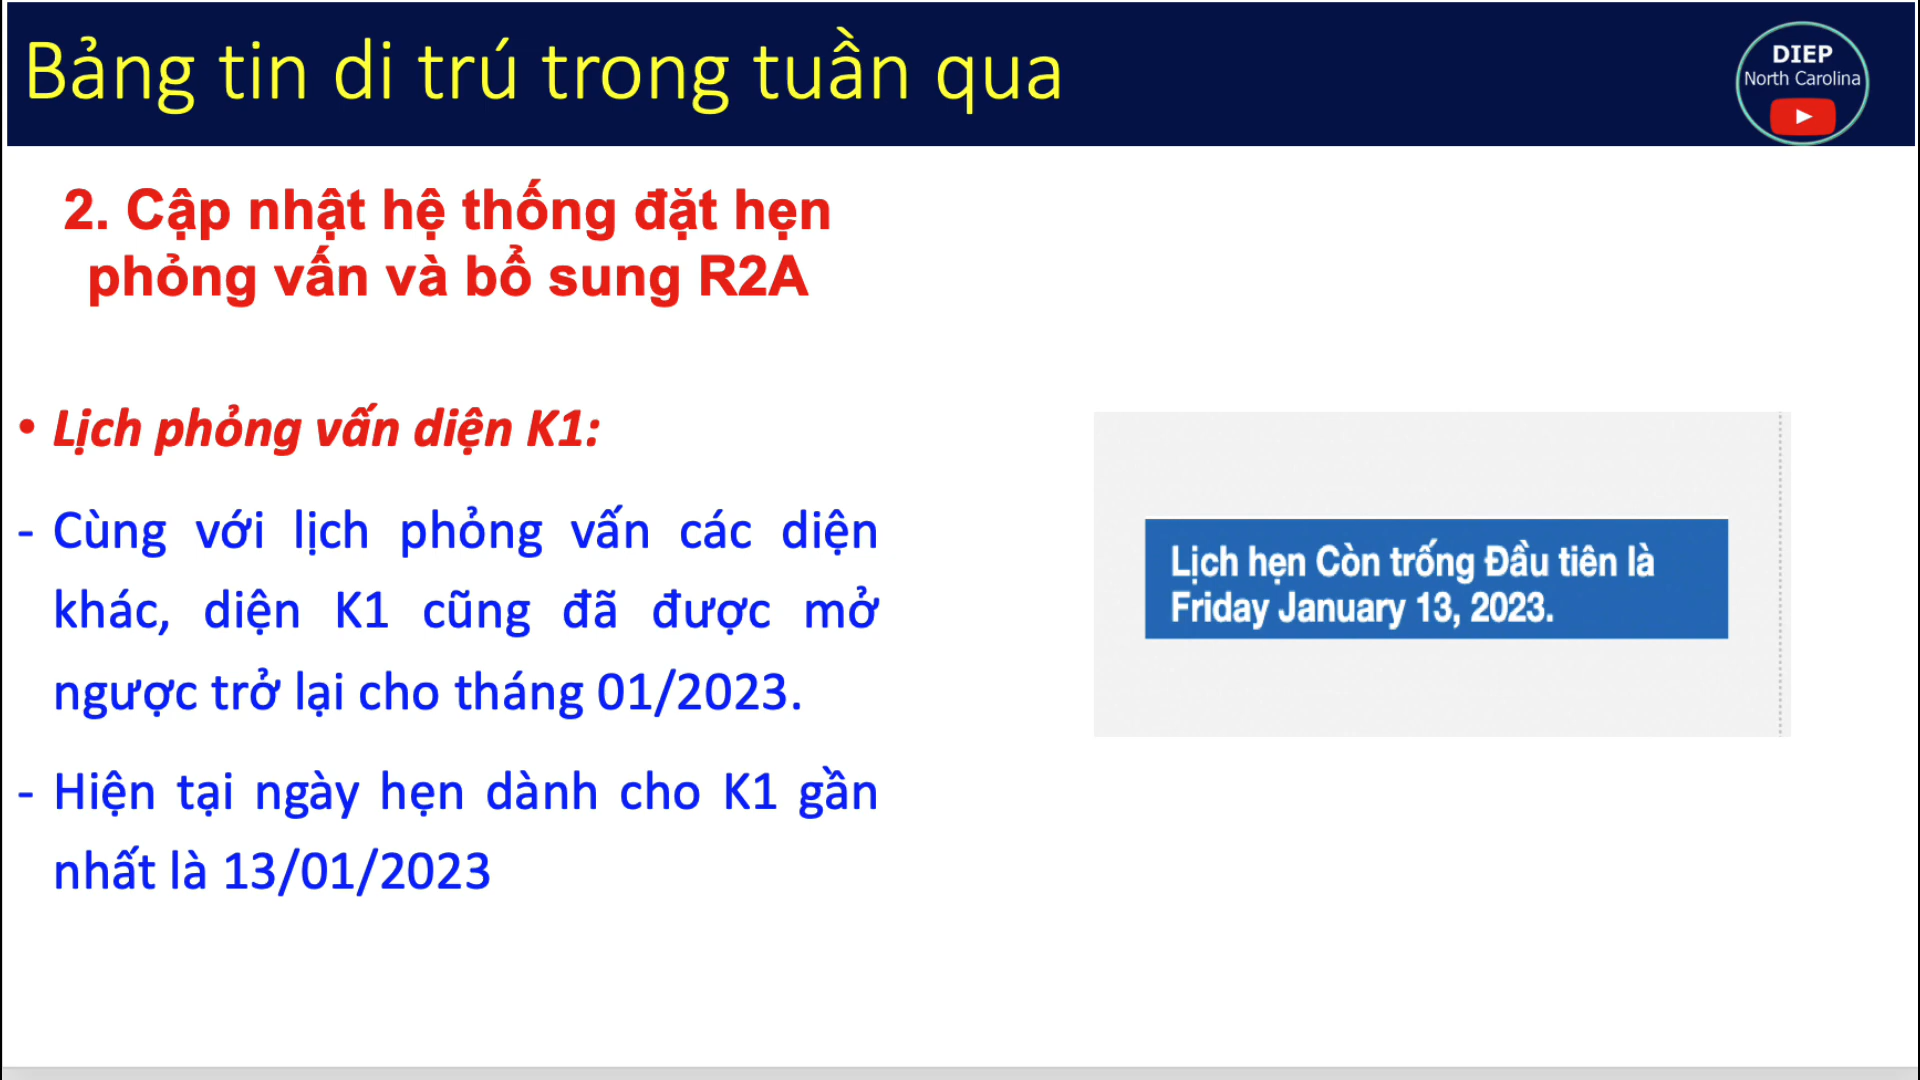 Bảng tin di trú trong tuần qua
DIEP
North Carolina
2. Cập nhật hệ thống đặt hẹn
phỏng vấn và bổ sung R2A
• Lịch phỏng vấn diện K1:
- Cùng với lịch phỏng vấn các diện
khác, diện K1 cũng đã được mở
ngược trở lại cho tháng 01/2023.
- Hiện tại ngày hẹn dành cho K1 gần
nhất là 13/01/2023
Lịch hẹn Còn trống Đầu tiên là
Friday January 13, 2023.